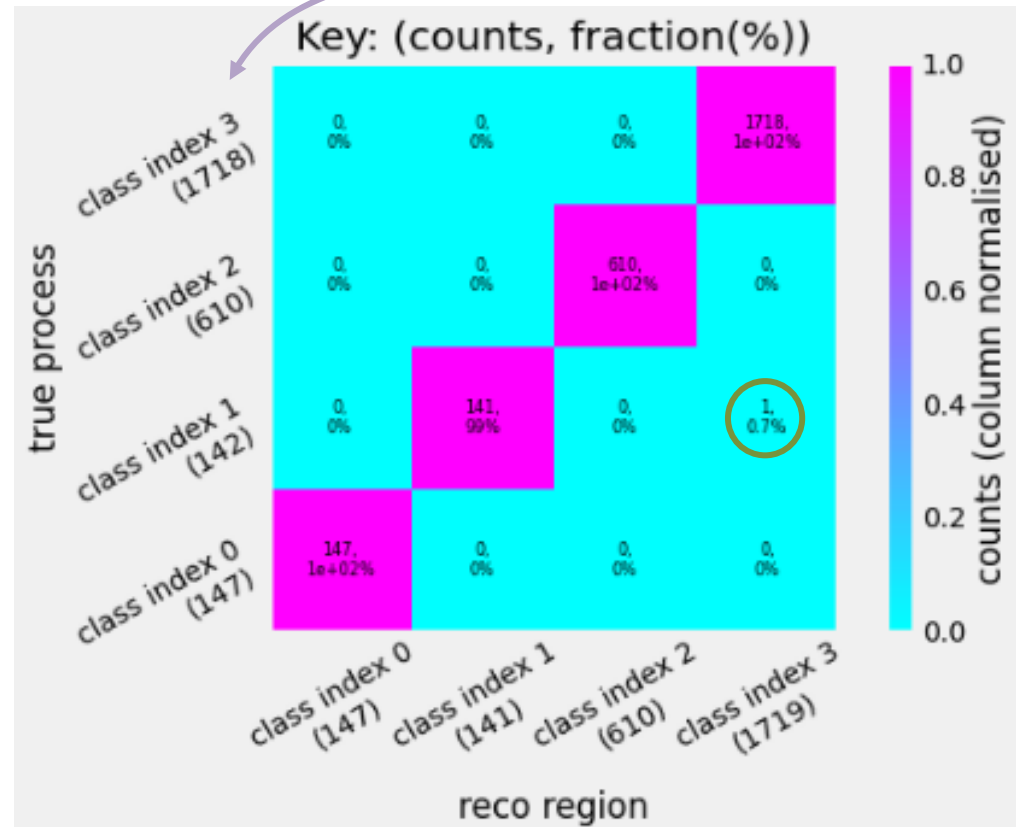 Key: (counts, fraction(%))
class index 3
(1718)
0,
0%
0,
0%
0,
0%
1718,
1e+02%
class index 2
(610)
0,
0%
0,
0%
610,
1e+02%
0,
0%
class index 1
(142)
0,
0%
141,
99%
0,
0%
1,
0.7%
class index 0
(147)
147,
1e+02%
0,
0%
0,
0%
0,
0%
true process
class index 0
(147)
class index 1
(141)
class index 2
(610)
class index 3
(1719)
reco region
1.0
0.8
0.6
0.4
0.2
0.0
counts (column normalised)